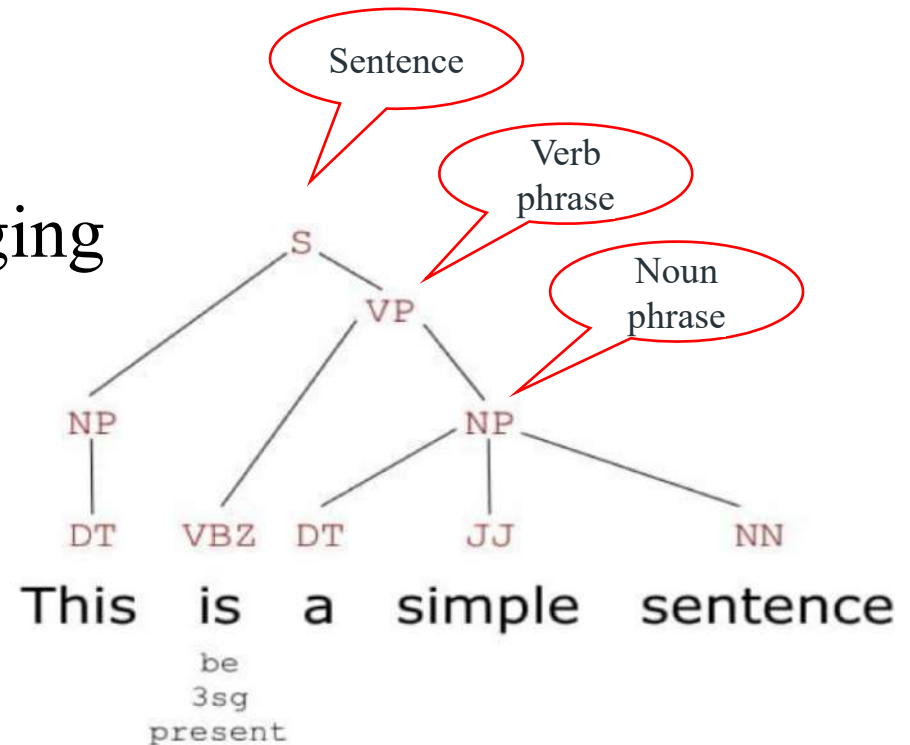 Sentence
Verb
phrase
ging
S
Noun
phrase
VP
NP NP
DT VBZ DT JJ NN
This is a simple sentence
be
3sg
present